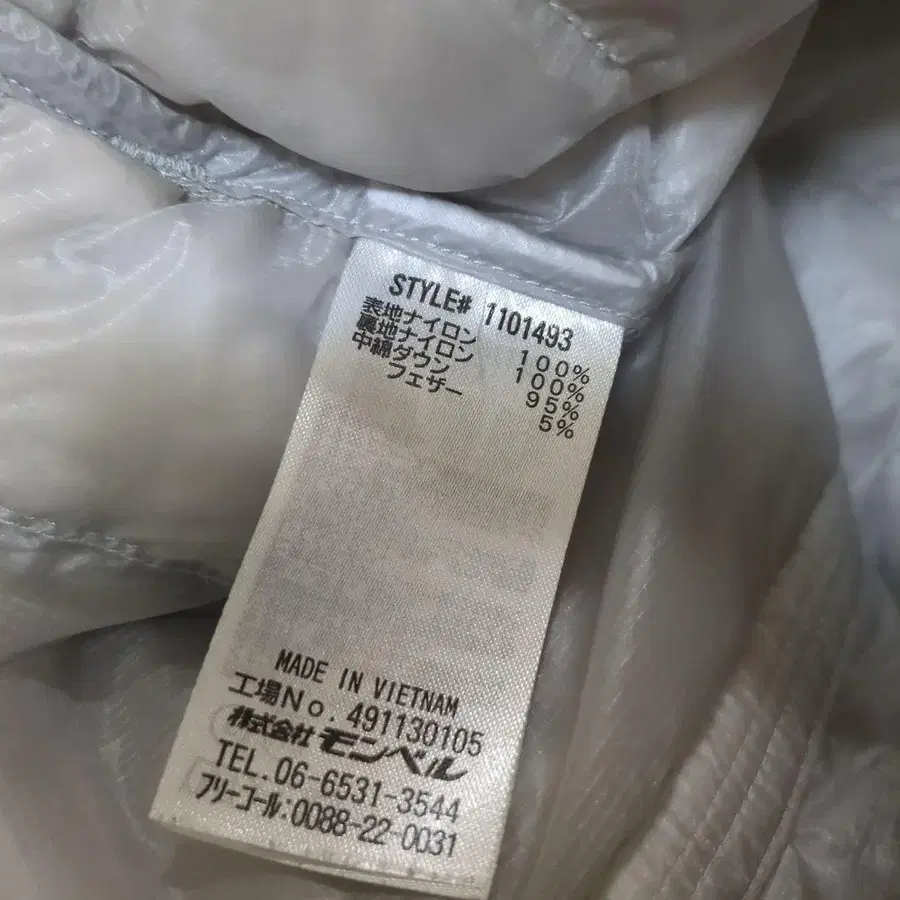 STYLE# 1101493
表地ナイロン 100%
裏地ナイロン 100%
中綿ダウン 95%
フェザー 5%
MADE IN VIETNAM
工場No. 491130105
株式会社 モンベル
TEL. 06-6531-3544
フリーコール: 0088-22-0031